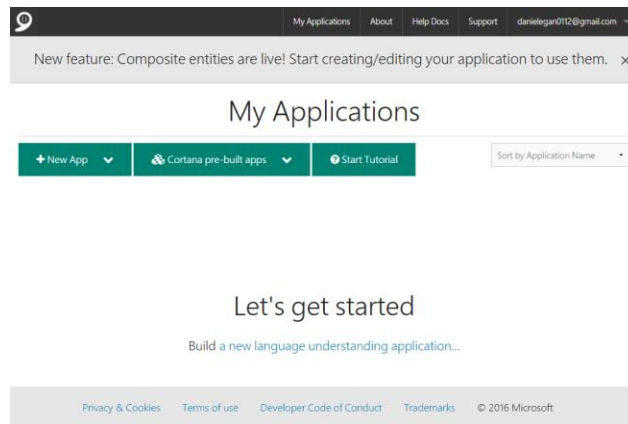 My Applications About Help Docs Support danielegan0112@gmail.com
New feature: Composite entities are live! Start creating/editing your application to use them. ×
My Applications
+ New App Cortana pre-built apps Start Tutorial Sort by Application Name
Let's get started
Build a new language understanding application...
Privacy & Cookies Terms of use Developer Code of Conduct Trademarks © 2016 Microsoft